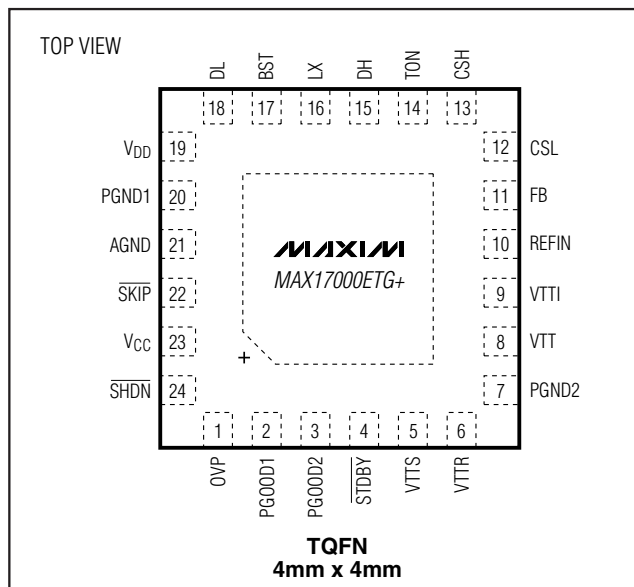 TOP VIEW
DL BST LX DH TON CSH
18 17 16 15 14 13
VDD 19 12 CSL
PGND1 20 11 FB
AGND 21 10 REFIN
SKIP 22 9 VTTI
VCC 23 8 VTT
SHDN 24 7 PGND2
MAXIM
MAX17000ETG+
+
1 2 3 4 5 6
OVP PGOOD1 PGOOD2 STDBY VTTS VTTR
TQFN
4mm x 4mm